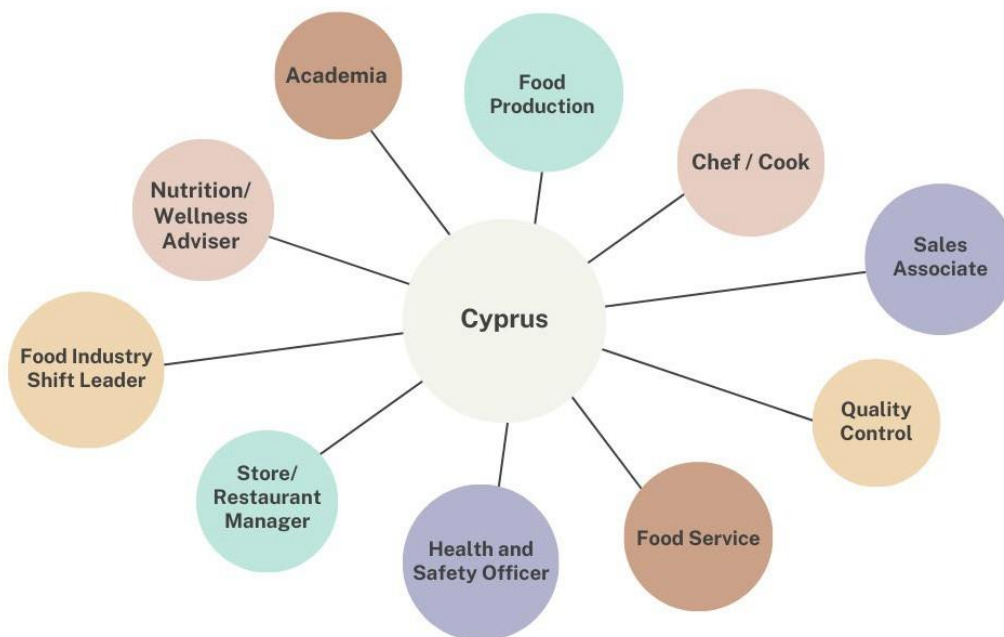 Academia
Food
Production
Chef / Cook
Nutrition/
Wellness
Adviser
Sales
Associate
Cyprus
Food Industry
Shift Leader
Quality
Control
Store/
Restaurant
Manager
Health and
Safety Officer
Food Service